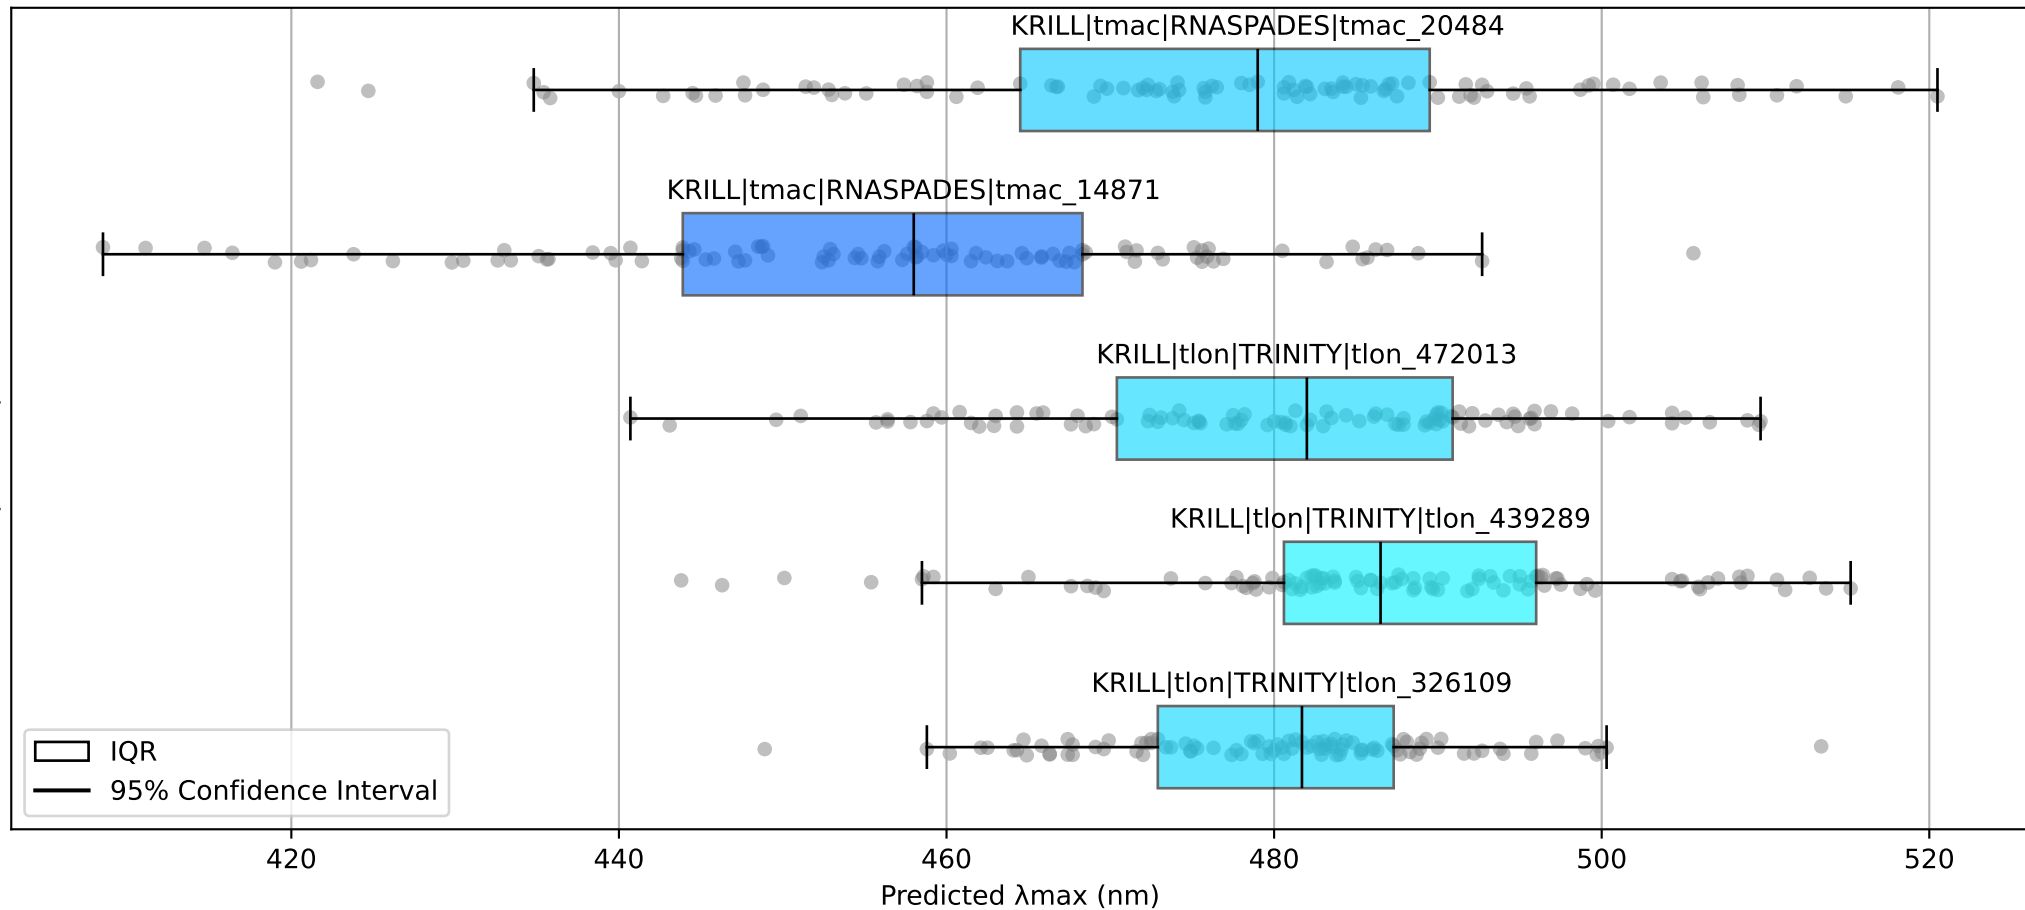 KRILL|tmac|RNASPADES|tmac_20484
KRILL|tmac|RNASPADES|tmac_14871
KRILL|tlon|TRINITY|tlon_472013
KRILL|tlon|TRINITY|tlon_439289
KRILL|tlon|TRINITY|tlon_326109
IQR
95% Confidence Interval
420 440 460 480 500 520
Predicted λmax (nm)